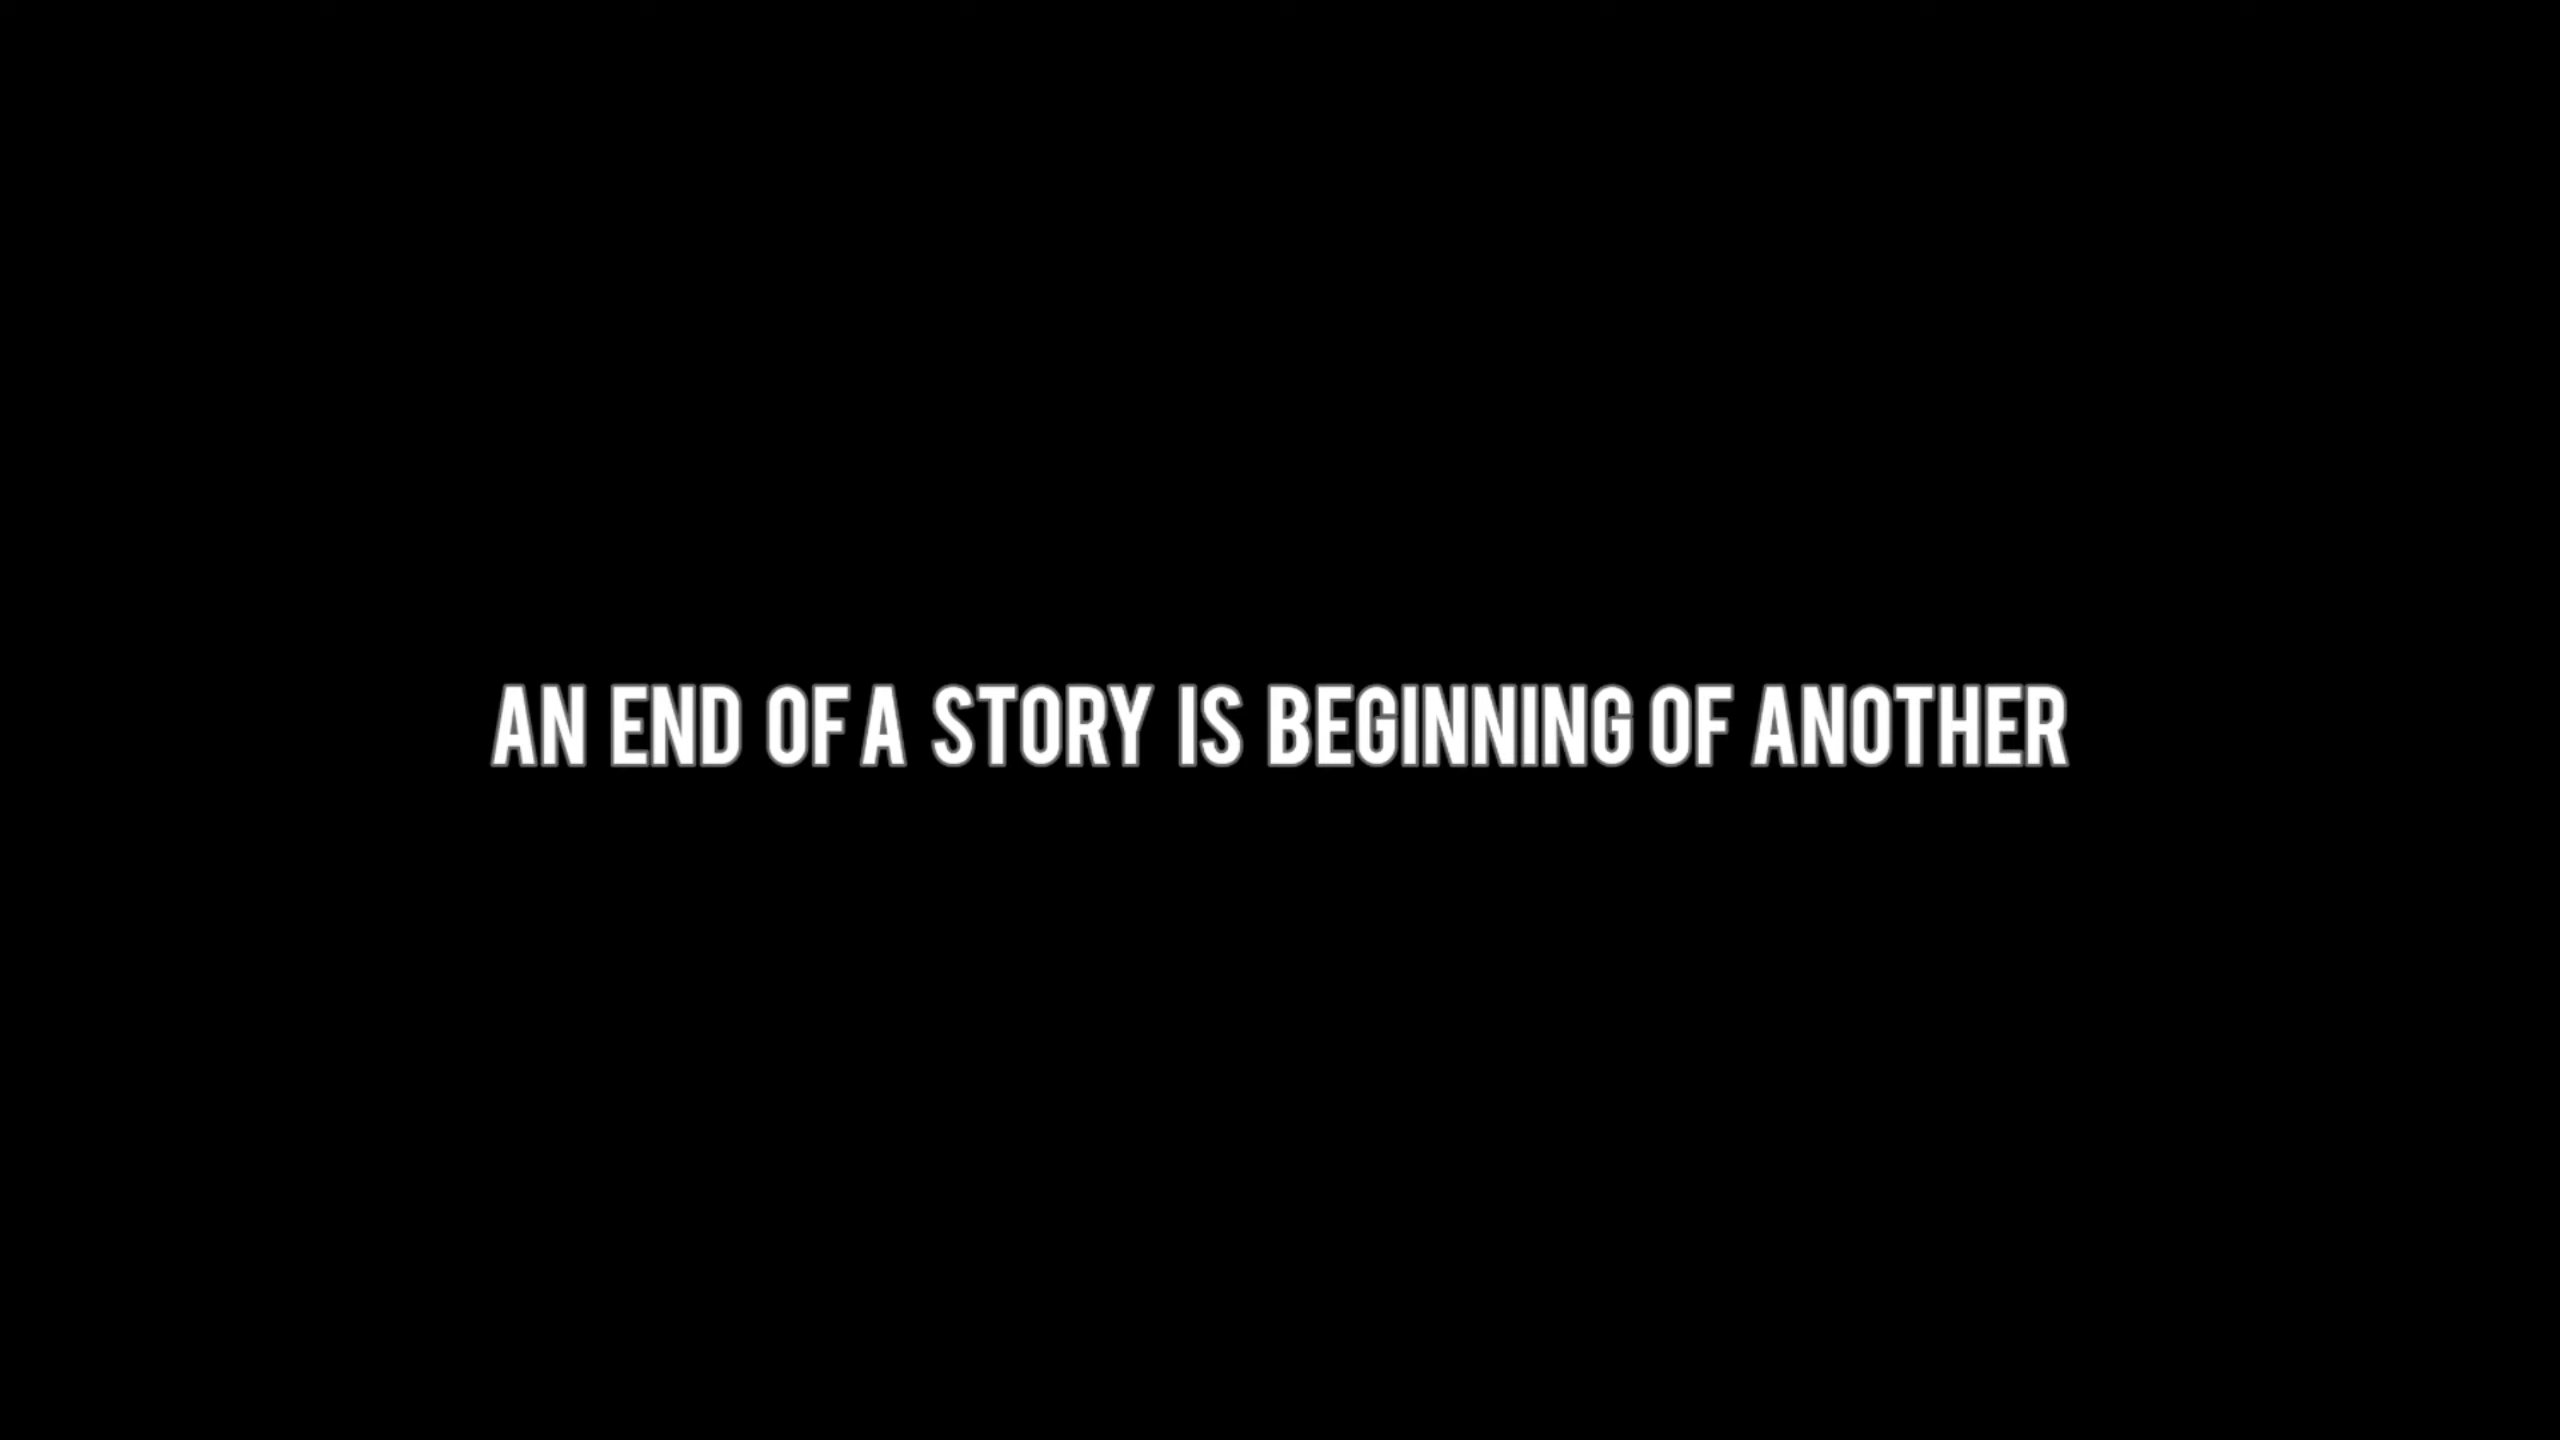 AN END OF A STORY IS BEGINNING OF ANOTHER